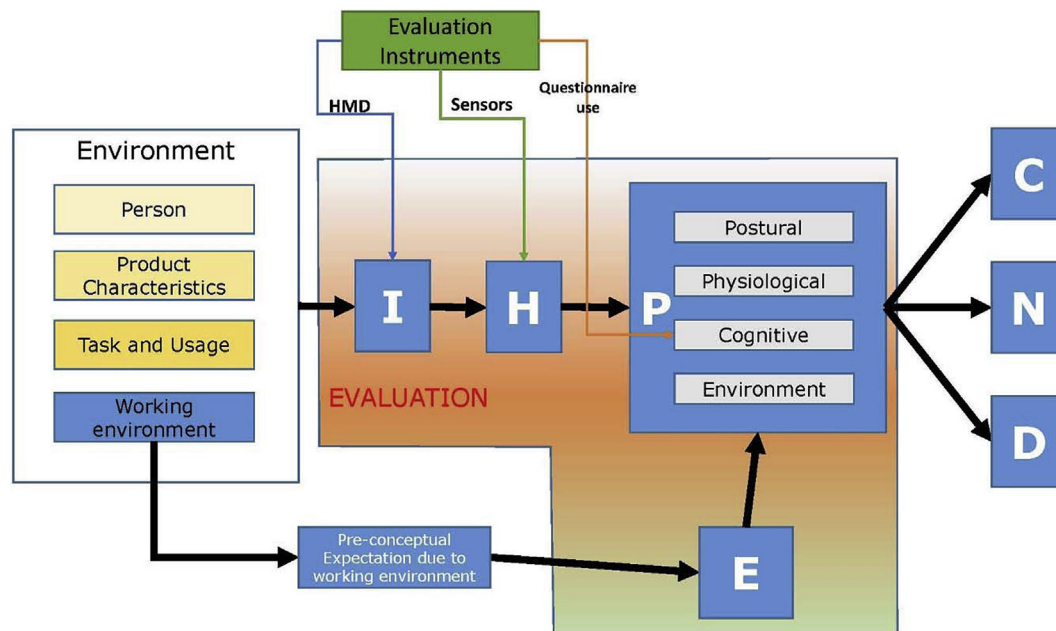 Evaluation
Instruments
HMD
Sensors
Questionnaire
use
Environment
Person
Product
Characteristics
Task and Usage
Working
environment
I
H
P
Postural
Physiological
Cognitive
Environment
EVALUATION
C
N
D
Pre-conceptual
Expectation due to
working environment
E